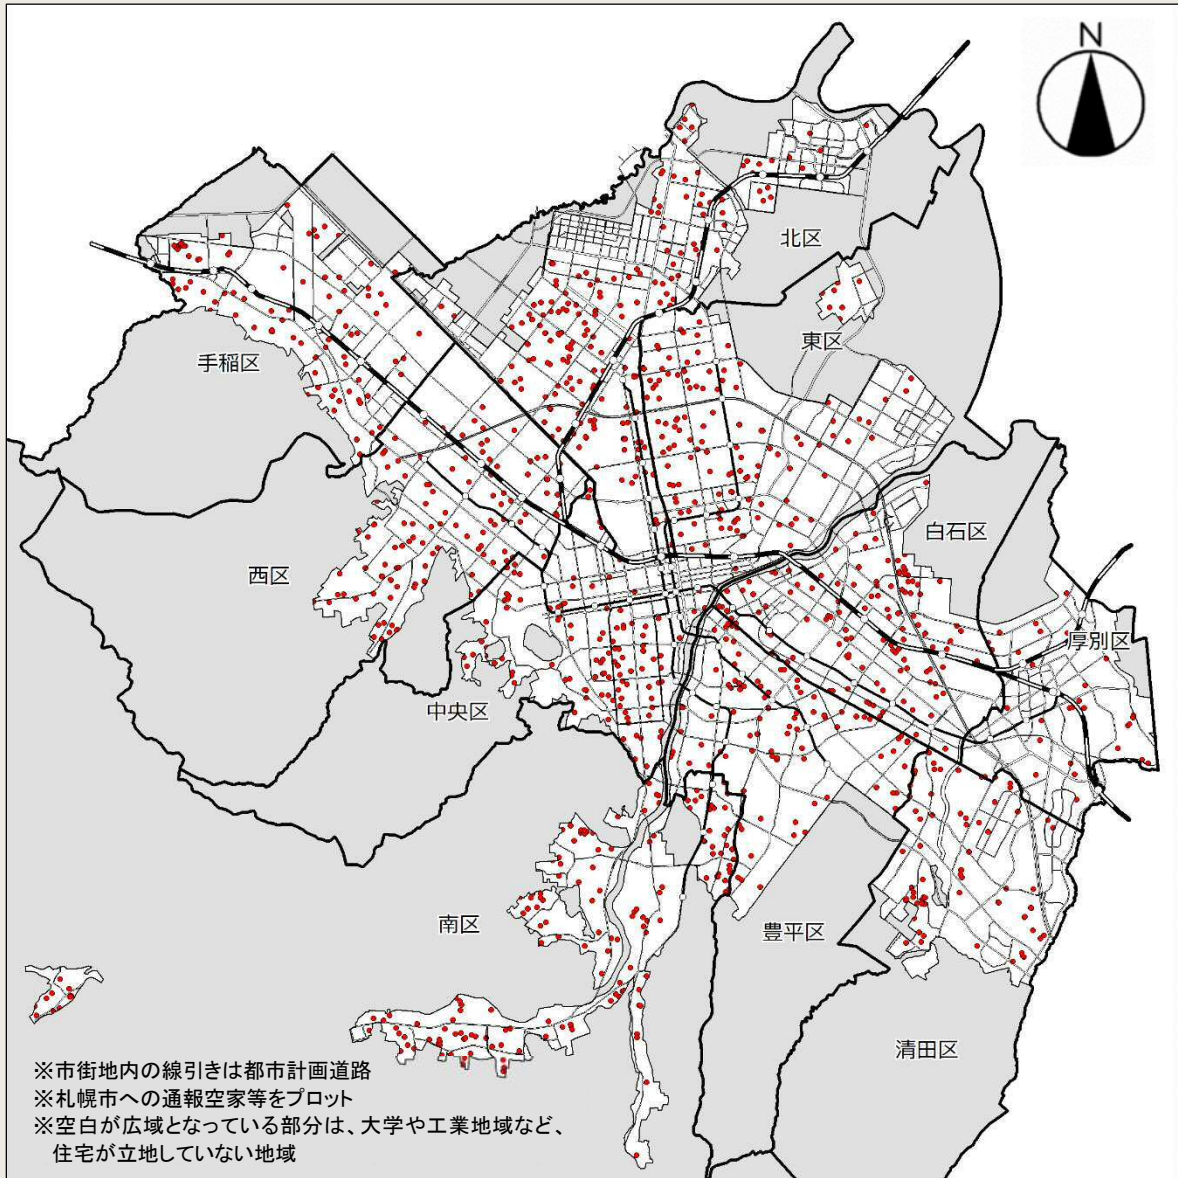 N
北区
東区
手稲区
白石区
西区
厚別区
中央区
南区
豊平区
清田区
※市街地内の線引きは都市計画道路
※札幌市への通報空家等をプロット
※空白が広域となっている部分は、大学や工業地域など、
住宅が立地していない地域